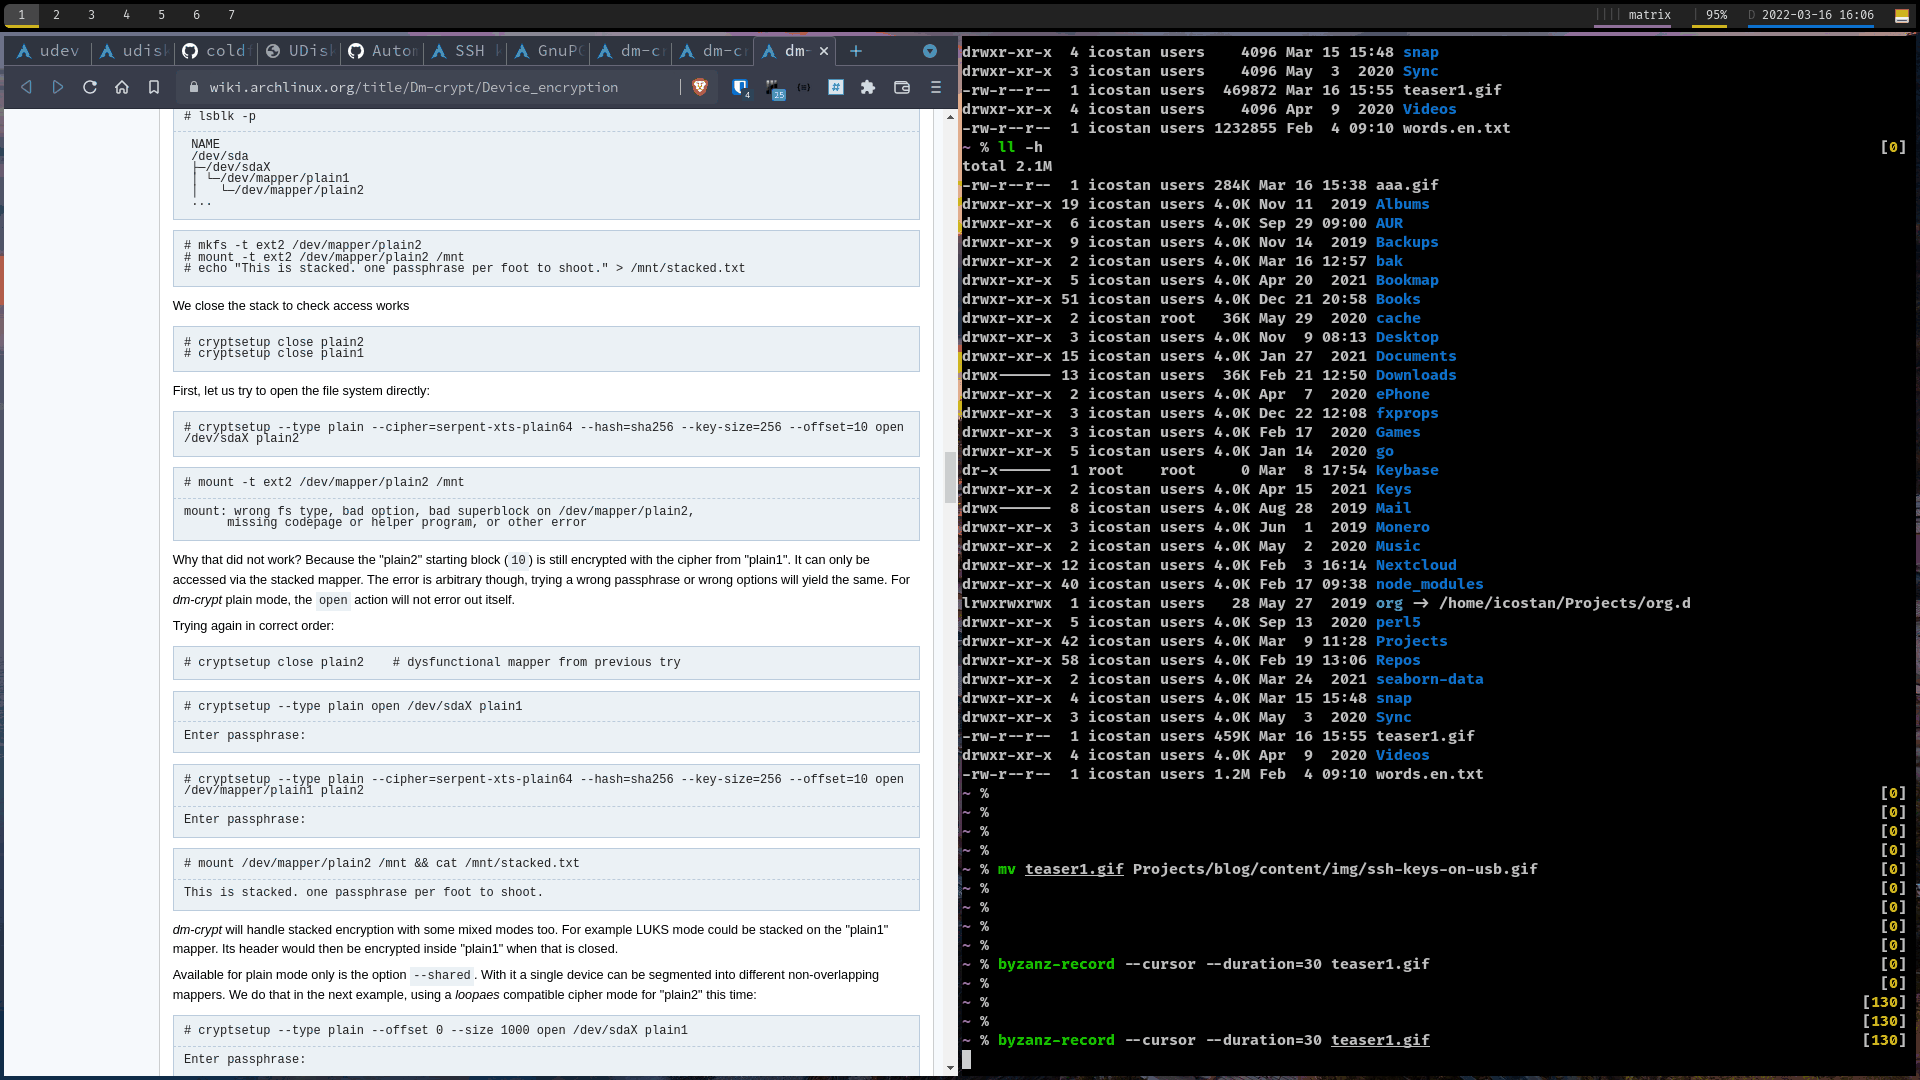 1 2 3 4 5 6 7 matrix 95% D 2022-03-16 16:06
udev udis coldf UDis Auton SSH k GnuPG dm-cr dm-cr dm-
wiki.archlinux.org/title/Dm-crypt/Device_encryption 4 25 #
# lsblk -p
NAME
/dev/sda
├─/dev/sdaX
│ └─/dev/mapper/plain1
│   └─/dev/mapper/plain2
...
# mkfs -t ext2 /dev/mapper/plain2
# mount -t ext2 /dev/mapper/plain2 /mnt
# echo "This is stacked. one passphrase per foot to shoot." > /mnt/stacked.txt
We close the stack to check access works
# cryptsetup close plain2
# cryptsetup close plain1
First, let us try to open the file system directly:
# cryptsetup --type plain --cipher=serpent-xts-plain64 --hash=sha256 --key-size=256 --offset=10 open
/dev/sdaX plain2
# mount -t ext2 /dev/mapper/plain2 /mnt
mount: wrong fs type, bad option, bad superblock on /dev/mapper/plain2,
missing codepage or helper program, or other error
Why that did not work? Because the "plain2" starting block (10) is still encrypted with the cipher from "plain1". It can only be
accessed via the stacked mapper. The error is arbitrary though, trying a wrong passphrase or wrong options will yield the same. For
dm-crypt plain mode, the open action will not error out itself.
Trying again in correct order:
# cryptsetup close plain2    # dysfunctional mapper from previous try
# cryptsetup --type plain open /dev/sdaX plain1
Enter passphrase:
# cryptsetup --type plain --cipher=serpent-xts-plain64 --hash=sha256 --key-size=256 --offset=10 open
/dev/mapper/plain1 plain2
Enter passphrase:
# mount /dev/mapper/plain2 /mnt && cat /mnt/stacked.txt
This is stacked. one passphrase per foot to shoot.
dm-crypt will handle stacked encryption with some mixed modes too. For example LUKS mode could be stacked on the "plain1"
mapper. Its header would then be encrypted inside "plain1" when that is closed.
Available for plain mode only is the option --shared. With it a single device can be segmented into different non-overlapping
mappers. We do that in the next example, using a loopaes compatible cipher mode for "plain2" this time:
# cryptsetup --type plain --offset 0 --size 1000 open /dev/sdaX plain1
Enter passphrase:
drwxr-xr-x  4 icostan users    4096 Mar 15 15:48 snap
drwxr-xr-x  3 icostan users    4096 May  3  2020 Sync
-rw-r--r--  1 icostan users  469872 Mar 16 15:55 teaser1.gif
drwxr-xr-x  4 icostan users    4096 Apr  9  2020 Videos
-rw-r--r--  1 icostan users 1232855 Feb  4 09:10 words.en.txt
~ % ll -h [0]
total 2.1M
-rw-r--r--  1 icostan users 284K Mar 16 15:38 aaa.gif
drwxr-xr-x 19 icostan users 4.0K Nov 11  2019 Albums
drwxr-xr-x  6 icostan users 4.0K Sep 29 09:00 AUR
drwxr-xr-x  9 icostan users 4.0K Nov 14  2019 Backups
drwxr-xr-x  2 icostan users 4.0K Mar 16 12:57 bak
drwxr-xr-x  5 icostan users 4.0K Apr 20  2021 Bookmap
drwxr-xr-x 51 icostan users 4.0K Dec 21 20:58 Books
drwxr-xr-x  2 icostan root   36K May 29  2020 cache
drwxr-xr-x  3 icostan users 4.0K Nov  9 08:13 Desktop
drwxr-xr-x 15 icostan users 4.0K Jan 27  2021 Documents
drwx------ 13 icostan users  36K Feb 21 12:50 Downloads
drwxr-xr-x  2 icostan users 4.0K Apr  7  2020 ePhone
drwxr-xr-x  3 icostan users 4.0K Dec 22 12:08 fxprops
drwxr-xr-x  3 icostan users 4.0K Feb 17  2020 Games
drwxr-xr-x  5 icostan users 4.0K Jan 14  2020 go
dr-x------  1 root    root     0 Mar  8 17:54 Keybase
drwxr-xr-x  2 icostan users 4.0K Apr 15  2021 Keys
drwx------  8 icostan users 4.0K Aug 28  2019 Mail
drwxr-xr-x  3 icostan users 4.0K Jun  1  2019 Monero
drwxr-xr-x  2 icostan users 4.0K May  2  2020 Music
drwxr-xr-x 12 icostan users 4.0K Feb  3 16:14 Nextcloud
drwxr-xr-x 40 icostan users 4.0K Feb 17 09:38 node_modules
lrwxrwxrwx  1 icostan users   28 May 27  2019 org -> /home/icostan/Projects/org.d
drwxr-xr-x  5 icostan users 4.0K Sep 13  2020 perl5
drwxr-xr-x 42 icostan users 4.0K Mar  9 11:28 Projects
drwxr-xr-x 58 icostan users 4.0K Feb 19 13:06 Repos
drwxr-xr-x  2 icostan users 4.0K Mar 24  2021 seaborn-data
drwxr-xr-x  4 icostan users 4.0K Mar 15 15:48 snap
drwxr-xr-x  3 icostan users 4.0K May  3  2020 Sync
-rw-r--r--  1 icostan users 459K Mar 16 15:55 teaser1.gif
drwxr-xr-x  4 icostan users 4.0K Apr  9  2020 Videos
-rw-r--r--  1 icostan users 1.2M Feb  4 09:10 words.en.txt
~ % [0]
~ % [0]
~ % [0]
~ % [0]
~ % mv teaser1.gif Projects/blog/content/img/ssh-keys-on-usb.gif [0]
~ % [0]
~ % [0]
~ % [0]
~ % [0]
~ % byzanz-record --cursor --duration=30 teaser1.gif [0]
~ % [0]
~ % [130]
~ % [130]
~ % byzanz-record --cursor --duration=30 teaser1.gif [130]